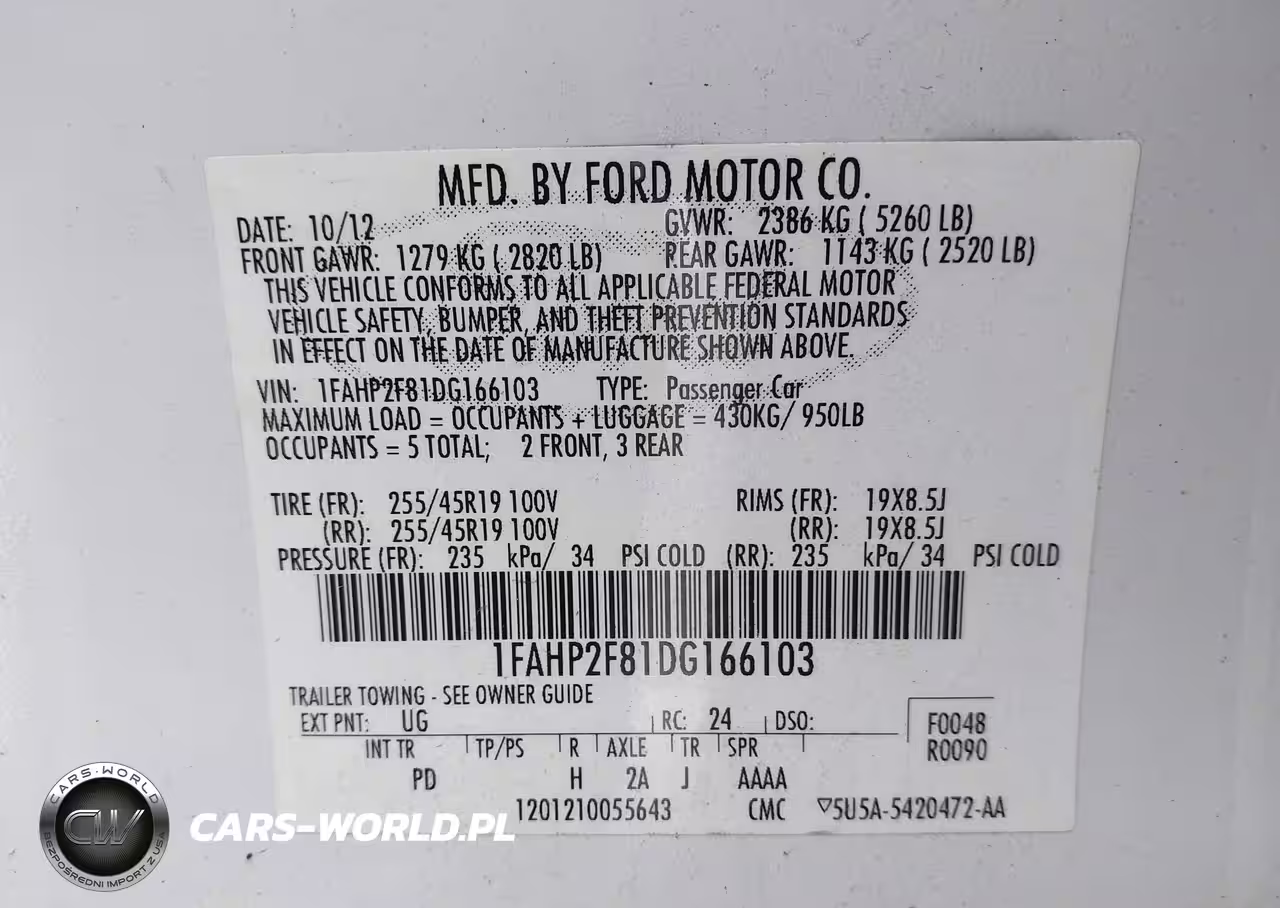 MFD. BY FORD MOTOR CO.
DATE: 10/12 GVWR: 2386 KG ( 5260 LB)
FRONT GAWR: 1279 KG ( 2820 LB) REAR GAWR: 1143 KG ( 2520 LB)
THIS VEHICLE CONFORMS TO ALL APPLICABLE FEDERAL MOTOR
VEHICLE SAFETY, BUMPER, AND THEFT PREVENTION STANDARDS
IN EFFECT ON THE DATE OF MANUFACTURE SHOWN ABOVE.
VIN: 1FAHP2F81DG166103 TYPE: Passenger Car
MAXIMUM LOAD = OCCUPANTS + LUGGAGE = 430KG/ 950LB
OCCUPANTS = 5 TOTAL; 2 FRONT, 3 REAR
TIRE (FR): 255/45R19 100V RIMS (FR): 19X8.5J
(RR): 255/45R19 100V (RR): 19X8.5J
PRESSURE (FR): 235 kPa/ 34 PSI COLD (RR): 235 kPa/ 34 PSI COLD
1FAHP2F81DG166103
TRAILER TOWING - SEE OWNER GUIDE
EXT PNT: UG RC: 24 DSO: F0048
INT TR TP/PS R AXLE TR SPR R0090
PD H 2A J AAAA
1201210055643 CMC ▽5U5A-5420472-AA
CARS-WORLD
CW
BEZPOŚREDNI IMPORT Z USA
CARS-WORLD.PL